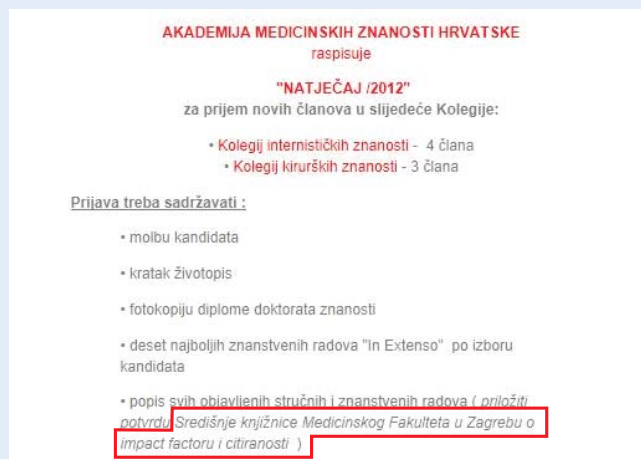 AKADEMIJA MEDICINSKIH ZNANOSTI HRVATSKE
raspisuje
"NATJEČAJ /2012"
za prijem novih članova u slijedeće Kolegije:
• Kolegij internističkih znanosti - 4 člana
• Kolegij kirurških znanosti - 3 člana
Prijava treba sadržavati :
• molbu kandidata
• kratak životopis
• fotokopiju diplome doktorata znanosti
• deset najboljih znanstvenih radova "In Extenso" po izboru
kandidata
• popis svih objavljenih stručnih i znanstvenih radova ( priložiti
potvrdu Središnje knjižnice Medicinskog Fakulteta u Zagrebu o
impact factoru i citiranosti )